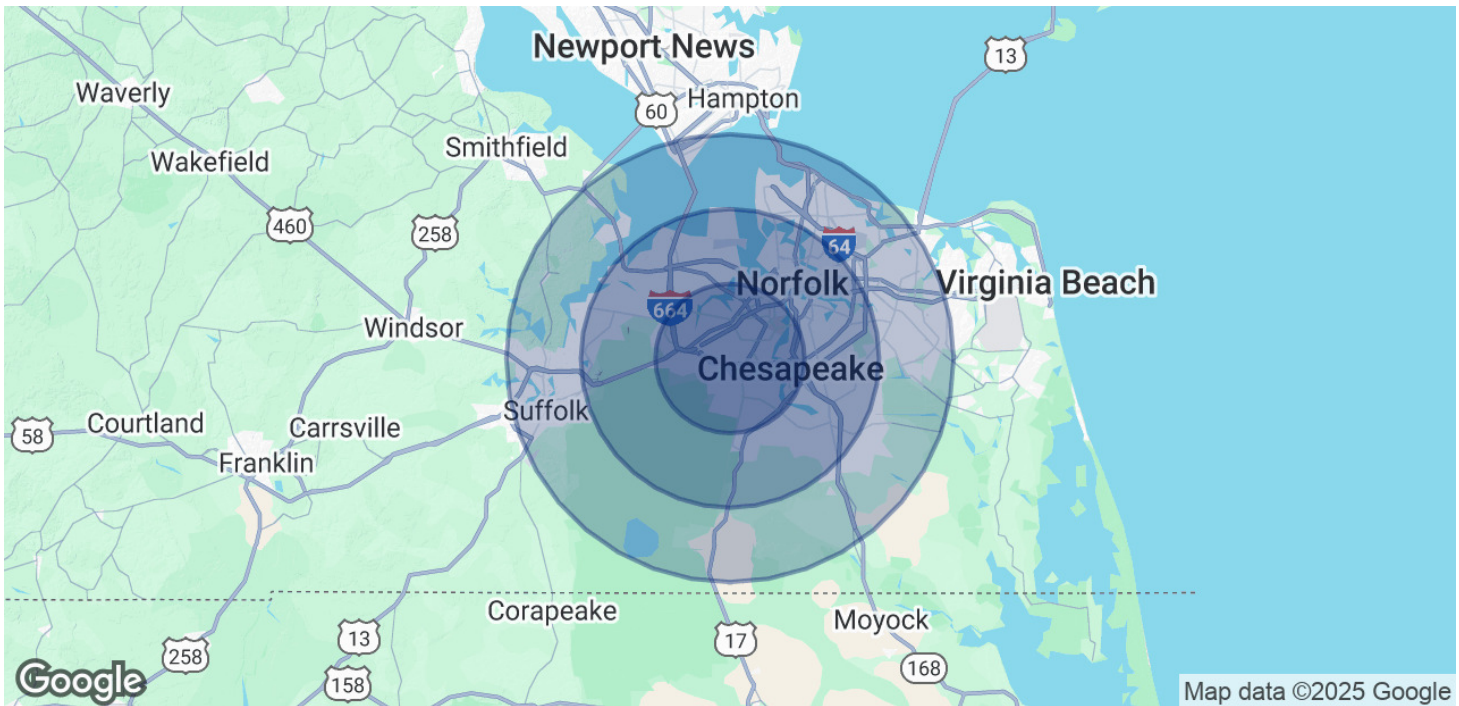 Newport News
13
Waverly
60
Hampton
Smithfield
Wakefield
460
258
64
Norfolk
Virginia Beach
664
Windsor
Chesapeake
Suffolk
Courtland
Carrsville
58
Franklin
Corapeake
Moyock
13
17
258
168
158
Google
Map data ©2025 Google